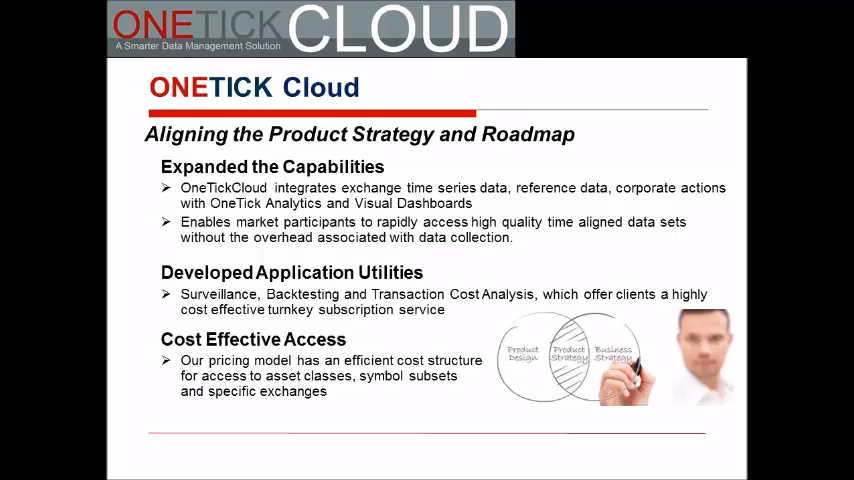 ONETICK CLOUD
A Smarter Data Management Solution
ONETICK Cloud
Aligning the Product Strategy and Roadmap
Expanded the Capabilities
➢ OneTickCloud integrates exchange time series data, reference data, corporate actions
with OneTick Analytics and Visual Dashboards
➢ Enables market participants to rapidly access high quality time aligned data sets
without the overhead associated with data collection.
Developed Application Utilities
➢ Surveillance, Backtesting and Transaction Cost Analysis, which offer clients a highly
cost effective turnkey subscription service
Cost Effective Access
➢ Our pricing model has an efficient cost structure
for access to asset classes, symbol subsets
and specific exchanges
Product Design
Product Strategy
Business Strategy